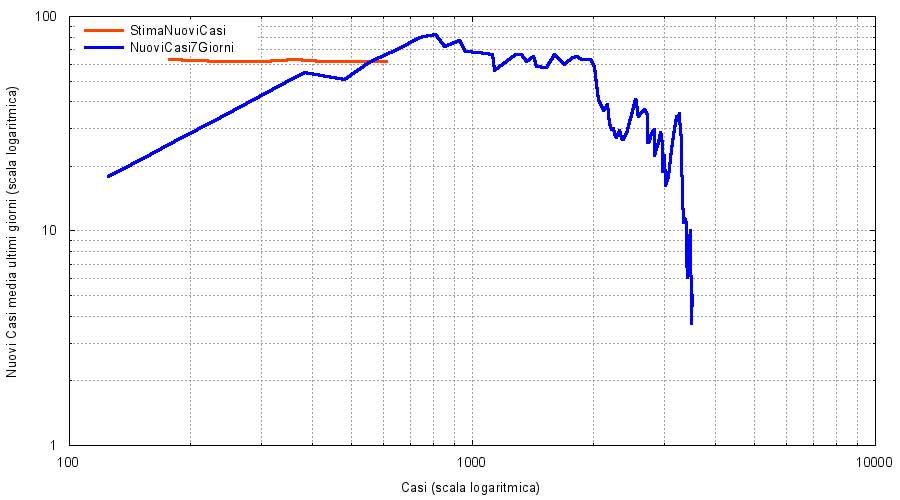 100
StimaNuoviCasi
NuoviCasi7Giorni
Nuovi Casi media ultimi giorni (scala logaritmica)
10
1
100
1000
10000
Casi (scala logaritmica)